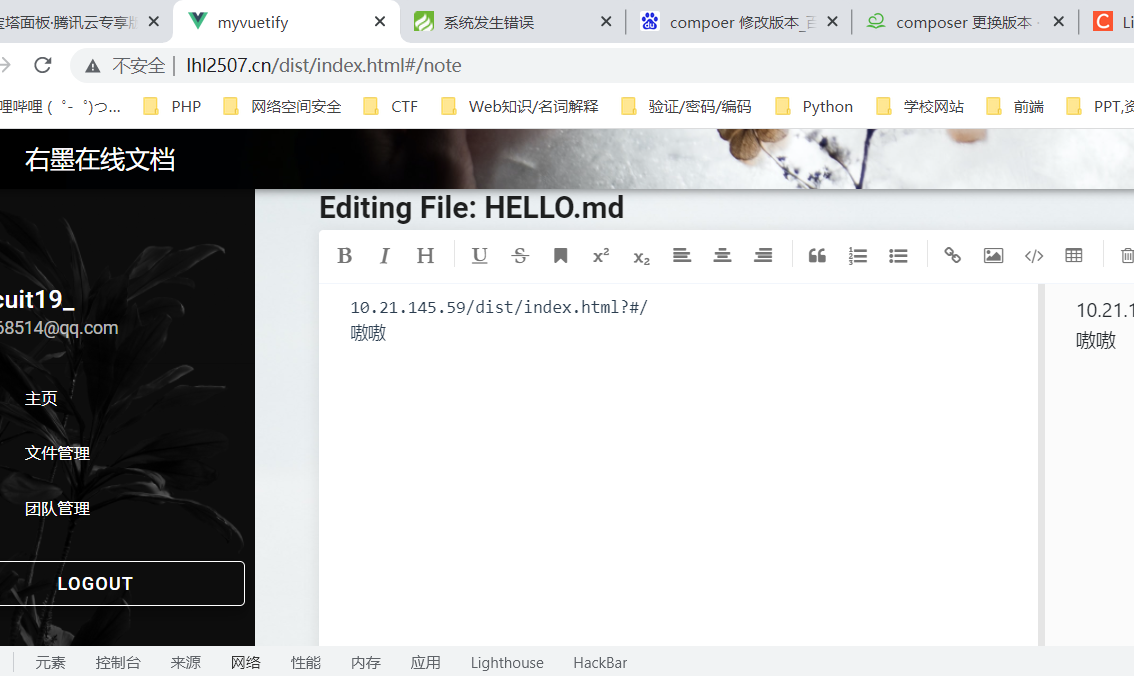 宝塔面板·腾讯云专享版
myvuetify
系统发生错误
compoer 修改版本_百
composer 更换版本 ·
Li
不安全
lhl2507.cn/dist/index.html#/note
哩哔哩 ( ゜- ゜)つ...
PHP
网络空间安全
CTF
Web知识/名词解释
验证/密码/编码
Python
学校网站
前端
PPT,资
右墨在线文档
cuit19_
68514@qq.com
主页
文件管理
团队管理
LOGOUT
Editing File: HELLO.md
10.21.145.59/dist/index.html?#/
嗷嗷
10.21.1
嗷嗷
元素
控制台
来源
网络
性能
内存
应用
Lighthouse
HackBar